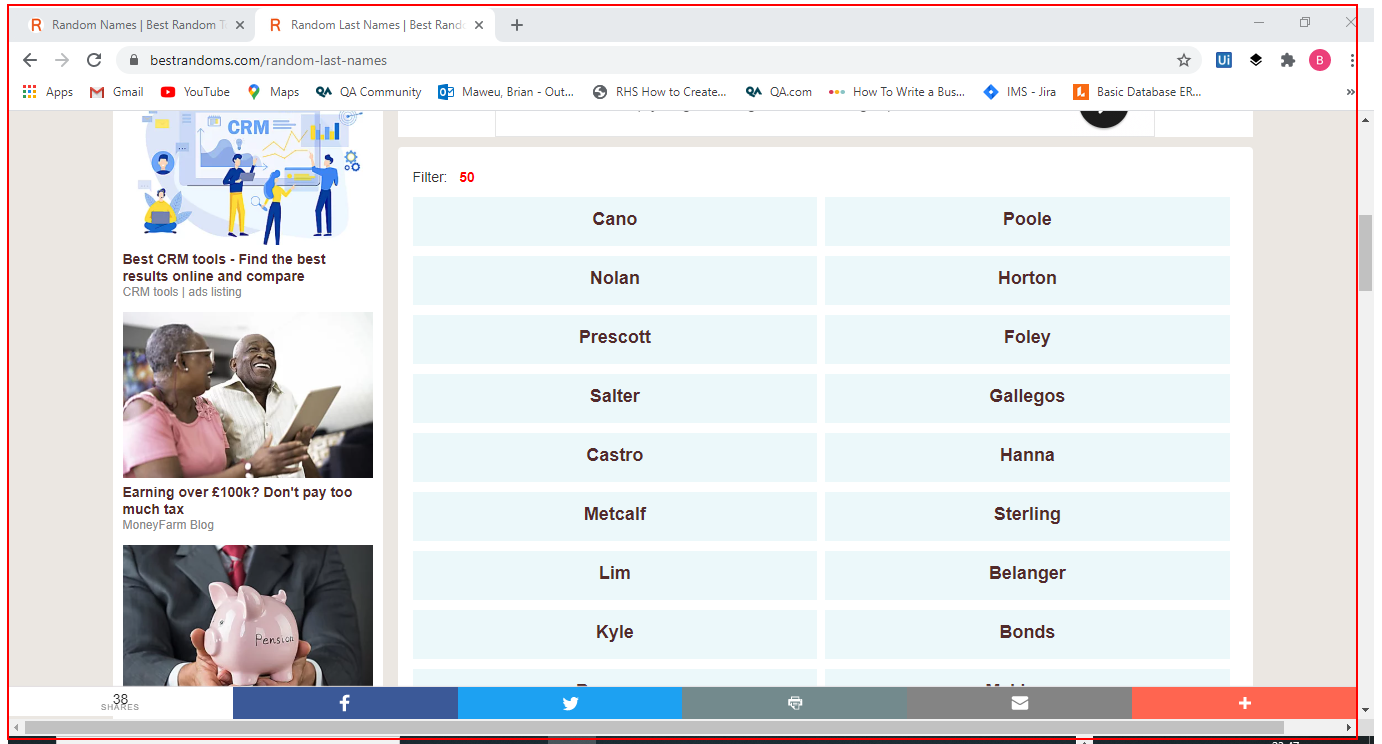 Random Names | Best Random T
Random Last Names | Best Rando
bestrandoms.com/random-last-names
Ui
B
Apps
Gmail
YouTube
Maps
QA Community
Maweu, Brian - Out...
RHS How to Create...
QA.com
How To Write a Bus...
IMS - Jira
Basic Database ER...
»
CRM
Best CRM tools - Find the best
results online and compare
CRM tools | ads listing
Earning over £100k? Don't pay too
much tax
MoneyFarm Blog
Pension
Filter: 50
Cano
Poole
Nolan
Horton
Prescott
Foley
Salter
Gallegos
Castro
Hanna
Metcalf
Sterling
Lim
Belanger
Kyle
Bonds
38
SHARES